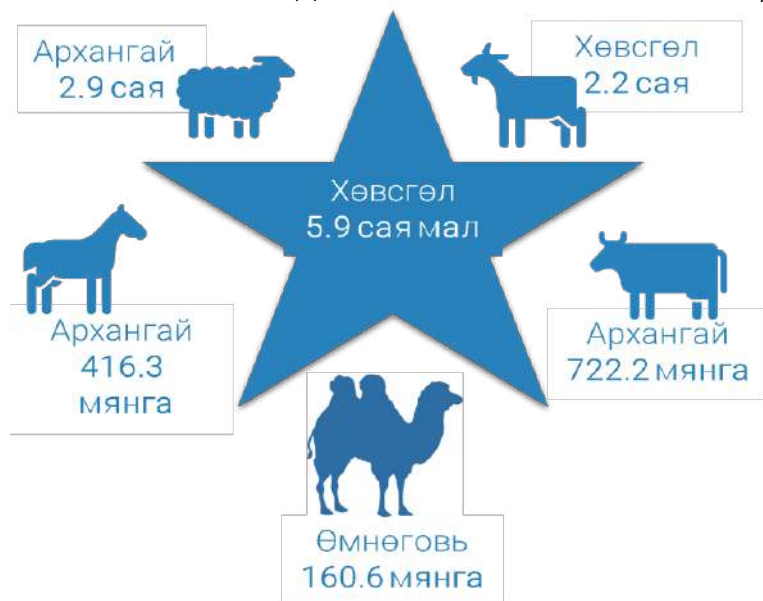 Архангай
2.9 сая
Хөвсгөл
2.2 сая
Хөвсгөл
5.9 сая мал
Архангай
416.3
мянга
Архангай
722.2 мянга
Өмнөговь
160.6 мянга